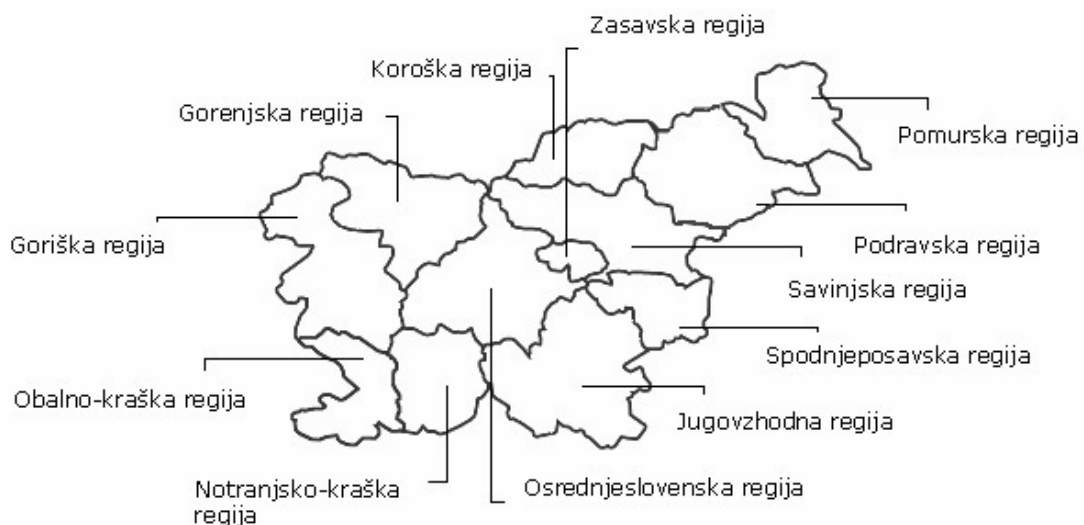 Zasavska regija
Koroška regija
Gorenjska regija
Pomurska regija
Goriška regija
Podravska regija
Savinjska regija
Spodnjeposavska regija
Obalno-kraška regija
Jugovzhodna regija
Notranjsko-kraška
regija
Osrednjeslovenska regija